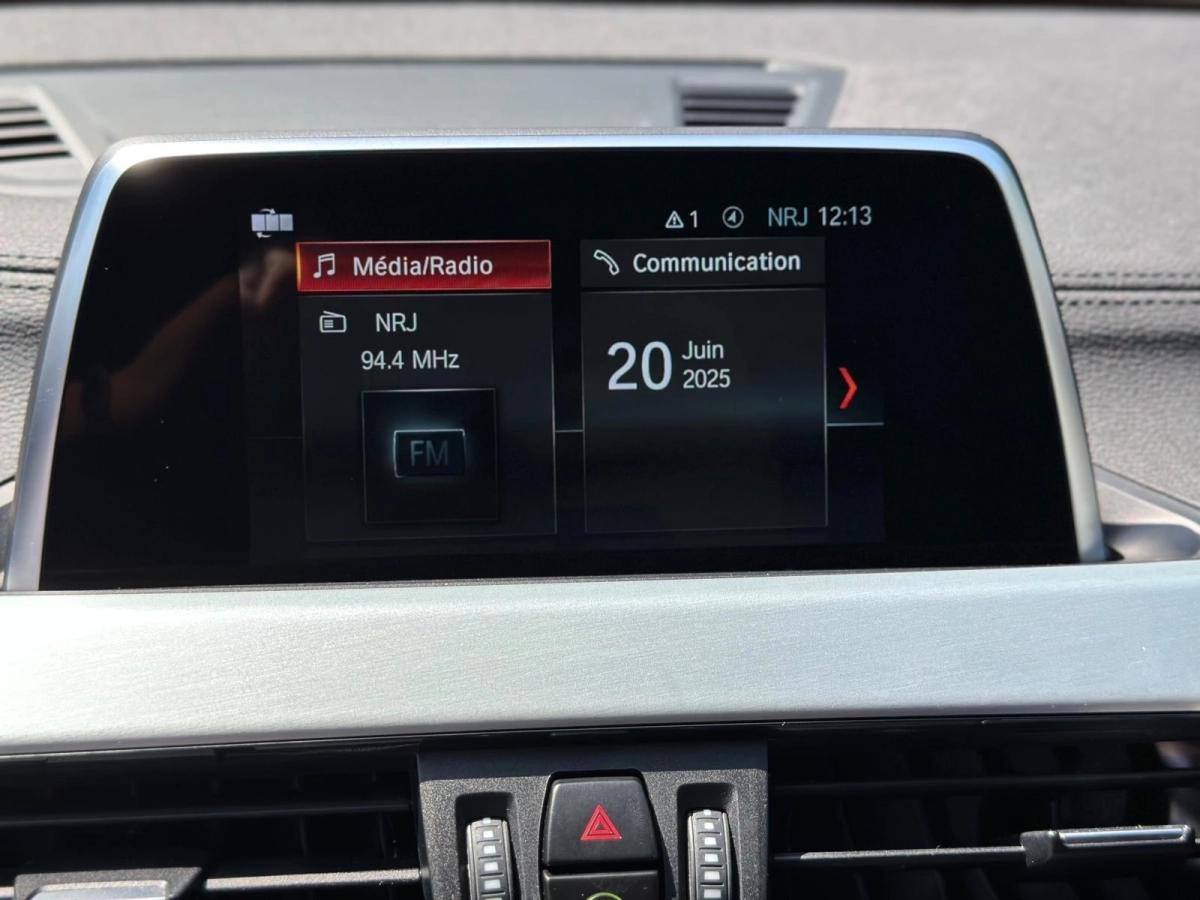 1 NRJ 12:13
Média/Radio
NRJ
94.4 MHz
FM
Communication
20 Juin
2025